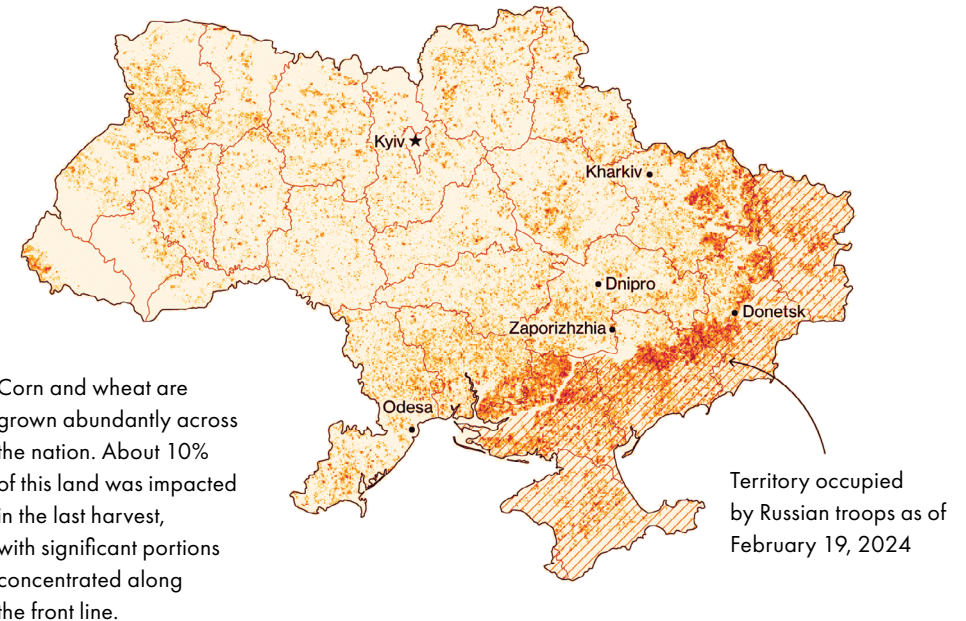 Kyiv
Kharkiv
Dnipro
Donetsk
Zaporizhzhia
Odesa
Corn and wheat are
grown abundantly across
the nation. About 10%
of this land was impacted
in the last harvest,
with significant portions
concentrated along
the front line.
Territory occupied
by Russian troops as of
February 19, 2024